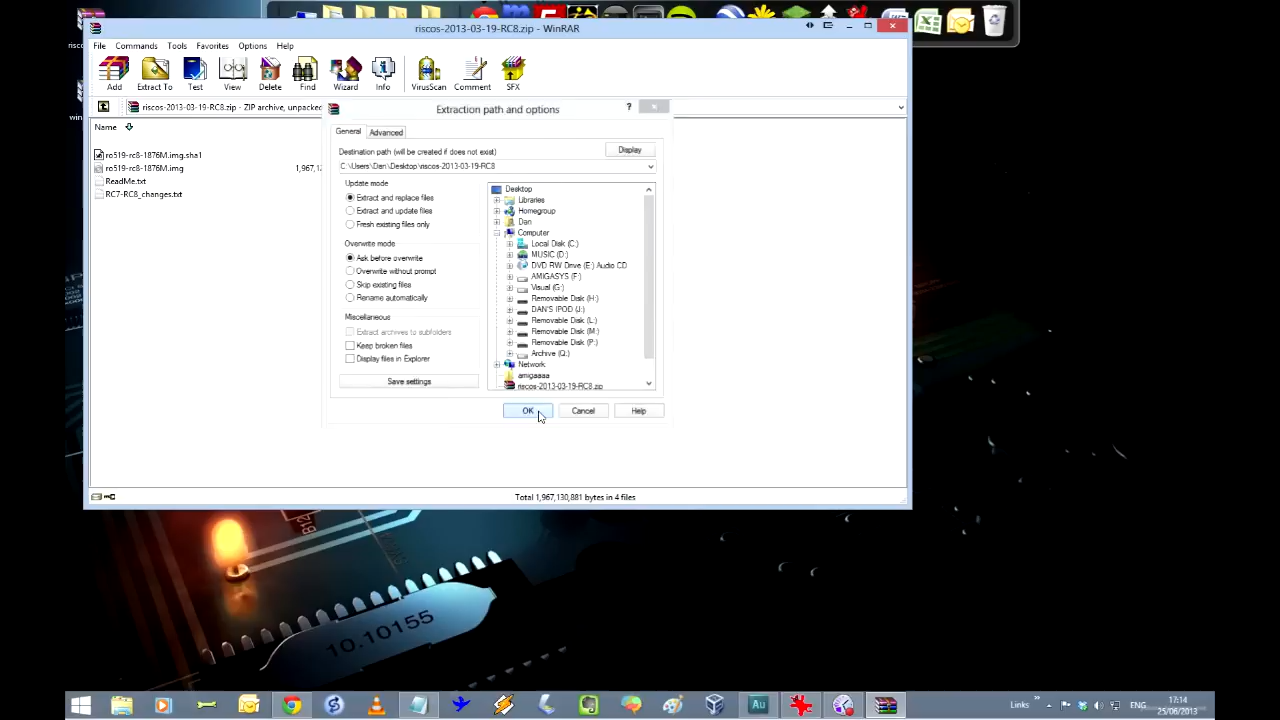 riscos-2013-03-19-RC8.zip - WinRAR
File Commands Tools Favorites Options Help
Add Extract To Test View Delete Find Wizard Info VirusScan Comment SFX
riscos-2013-03-19-RC8.zip - ZIP archive, unpacked
Extraction path and options
?
Name
General Advanced
Destination path (will be created if does not exist)
Display
C:\Users\Dan\Desktop\riscos-2013-03-19-RC8
ro519-rc8-1876M.img.sha1
ro519-rc8-1876M.img 1,967,1
ReadMe.txt
RC7-RC8_changes.txt
Update mode
Extract and replace files
Extract and update files
Fresh existing files only
Overwrite mode
Ask before overwrite
Overwrite without prompt
Skip existing files
Rename automatically
Miscellaneous
Extract archives to subfolders
Keep broken files
Display files in Explorer
Save settings
Desktop
Libraries
Homegroup
Dan
Computer
Local Disk (C:)
MUSIC (D:)
DVD RW Drive (E:) Audio CD
AMIGASYS (F:)
Visual (G:)
Removable Disk (H:)
DAN'S IPOD (J:)
Removable Disk (L:)
Removable Disk (M:)
Removable Disk (P:)
Archive (Q:)
Network
amigaaaa
riscos-2013-03-19-RC8.zip
OK Cancel Help
Total 1,967,130,881 bytes in 4 files
10.10155
Au
Links
ENG
17:14
25/06/2013